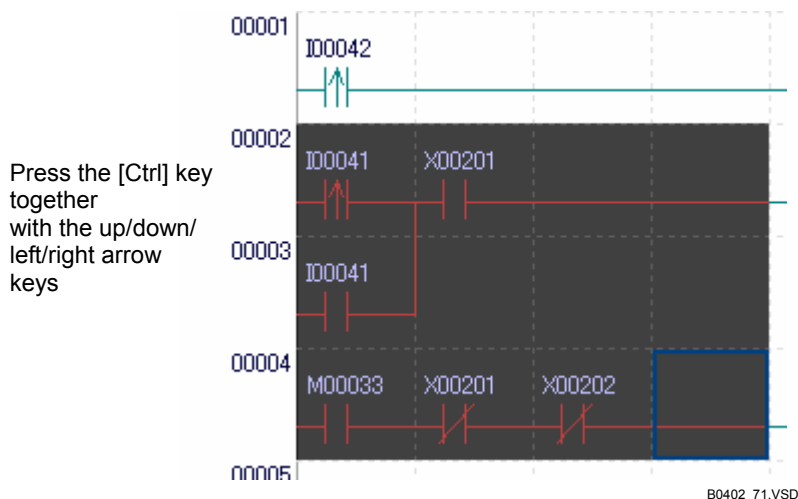 00001
I00042
00002
I00041 X00201
Press the [Ctrl] key
together
with the up/down/
left/right arrow
keys
00003
I00041
00004
M00033 X00201 X00202
00005
B0402_71.VSD